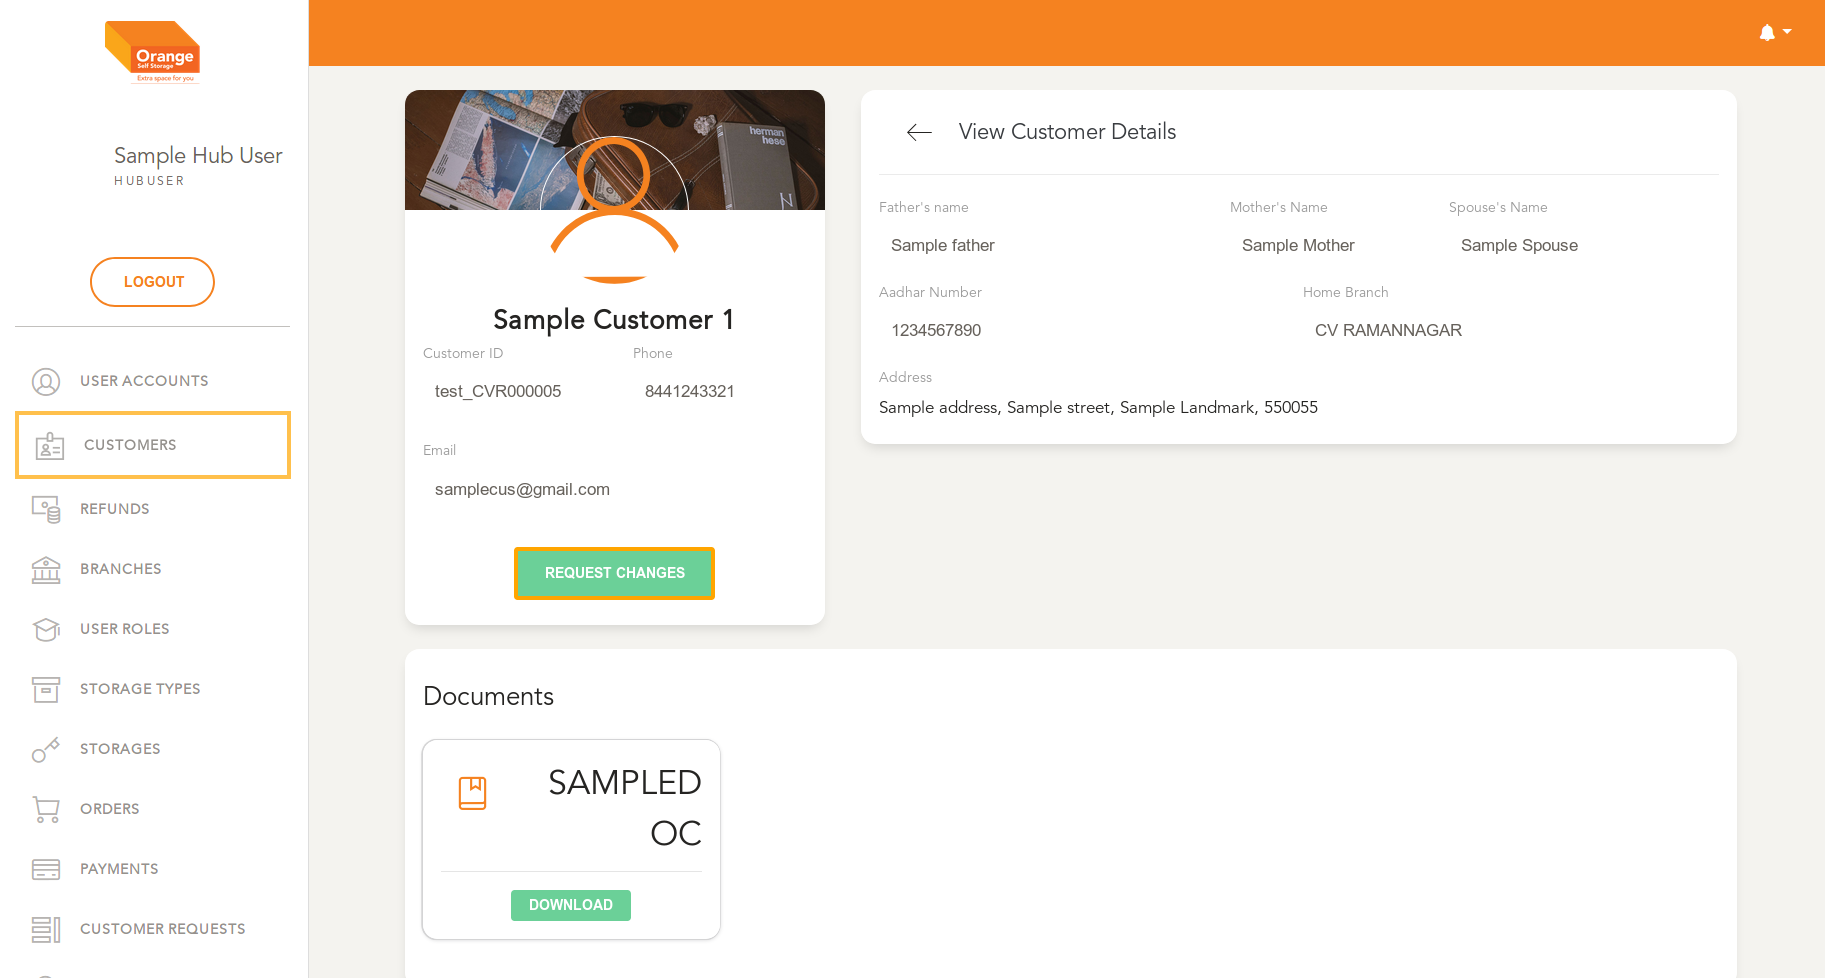 Orange
Self Storage
Extra space for you
Sample Hub User
HUBUSER
LOGOUT
USER ACCOUNTS
CUSTOMERS
REFUNDS
BRANCHES
USER ROLES
STORAGE TYPES
STORAGES
ORDERS
PAYMENTS
CUSTOMER REQUESTS
herman
hese
N
Sample Customer 1
Customer ID
Phone
test_CVR000005
8441243321
Email
samplecus@gmail.com
REQUEST CHANGES
View Customer Details
Father's name
Mother's Name
Spouse's Name
Sample father
Sample Mother
Sample Spouse
Aadhar Number
Home Branch
1234567890
CV RAMANNAGAR
Address
Sample address, Sample street, Sample Landmark, 550055
Documents
SAMPLED
OC
DOWNLOAD